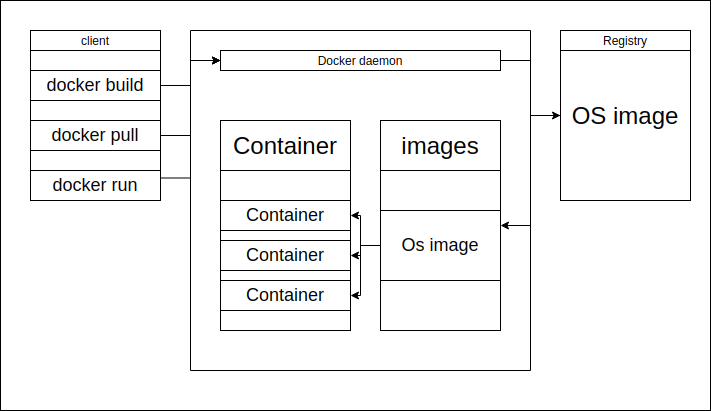 client
docker build
docker pull
docker run
Docker daemon
Container
Container
Container
Container
images
Os image
Registry
OS image